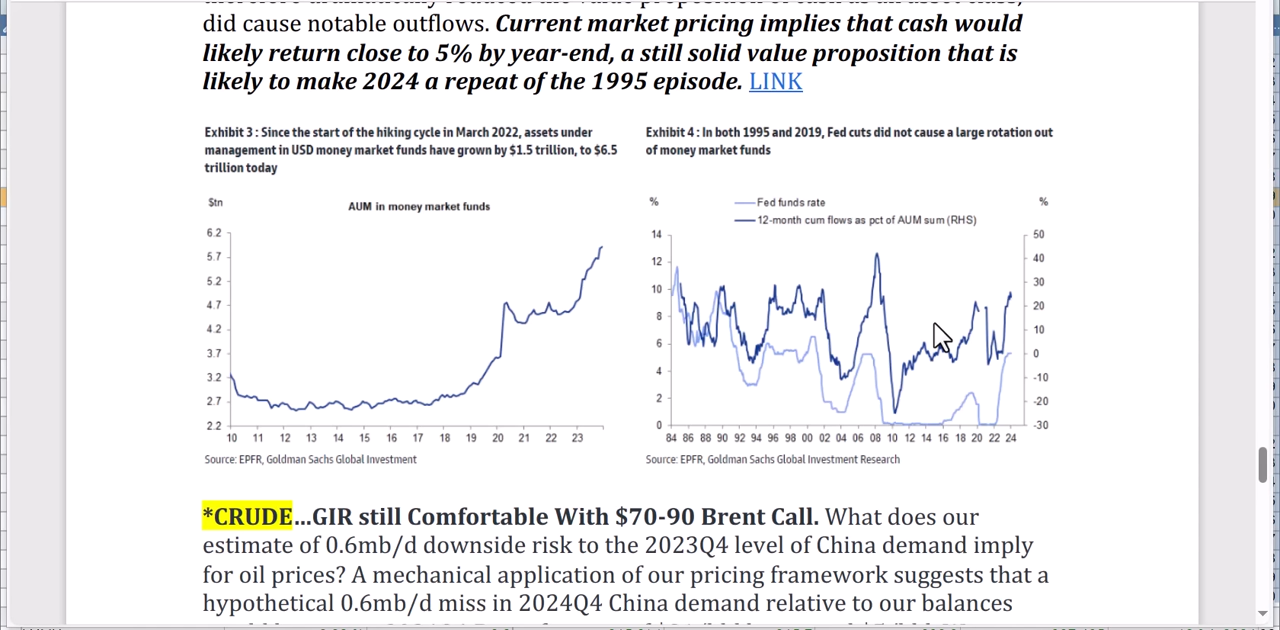 did cause notable outflows. Current market pricing implies that cash would
likely return close to 5% by year-end, a still solid value proposition that is
likely to make 2024 a repeat of the 1995 episode. LINK
Exhibit 3 : Since the start of the hiking cycle in March 2022, assets under
management in USD money market funds have grown by $1.5 trillion, to $6.5
trillion today
$tn
AUM in money market funds
6.2
5.7
5.2
4.7
4.2
3.7
3.2
2.7
2.2
10 11 12 13 14 15 16 17 18 19 20 21 22 23
Source: EPFR, Goldman Sachs Global Investment
Exhibit 4 : In both 1995 and 2019, Fed cuts did not cause a large rotation out
of money market funds
%
Fed funds rate
12-month cum flows as pct of AUM sum (RHS)
%
14
12
10
8
6
4
2
0
50
40
30
20
10
0
-10
-20
-30
84 86 88 90 92 94 96 98 00 02 04 06 08 10 12 14 16 18 20 22 24
Source: EPFR, Goldman Sachs Global Investment Research
*CRUDE...GIR still Comfortable With $70-90 Brent Call. What does our
estimate of 0.6mb/d downside risk to the 2023Q4 level of China demand imply
for oil prices? A mechanical application of our pricing framework suggests that a
hypothetical 0.6mb/d miss in 2024Q4 China demand relative to our balances